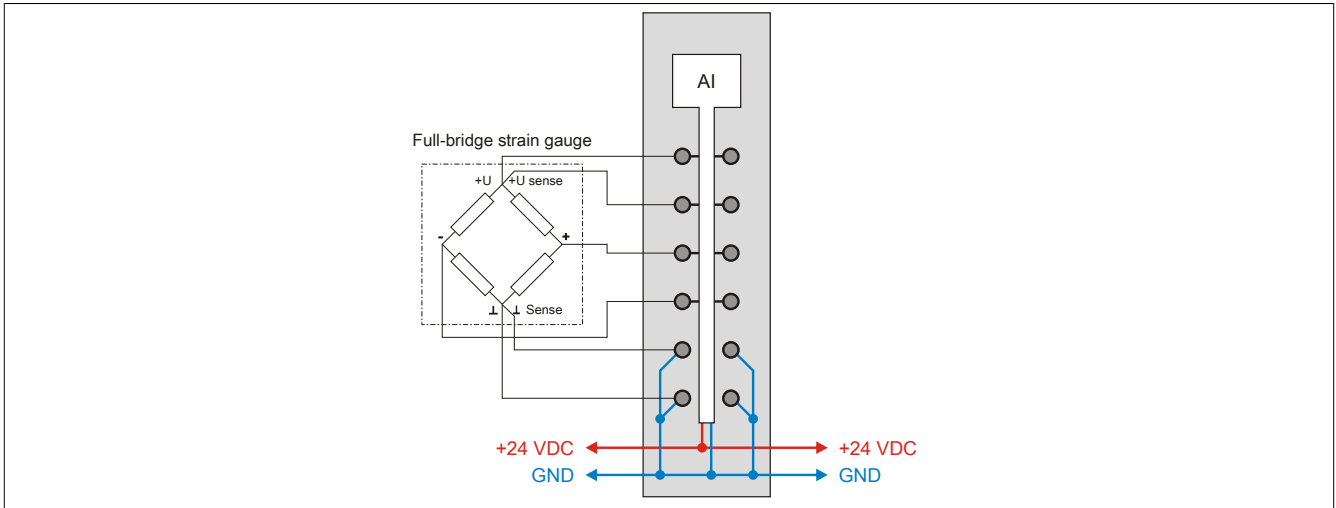 AI
Full-bridge strain gauge
+U +U sense
- +
⊥ ⊥ Sense
+24 VDC +24 VDC
GND GND